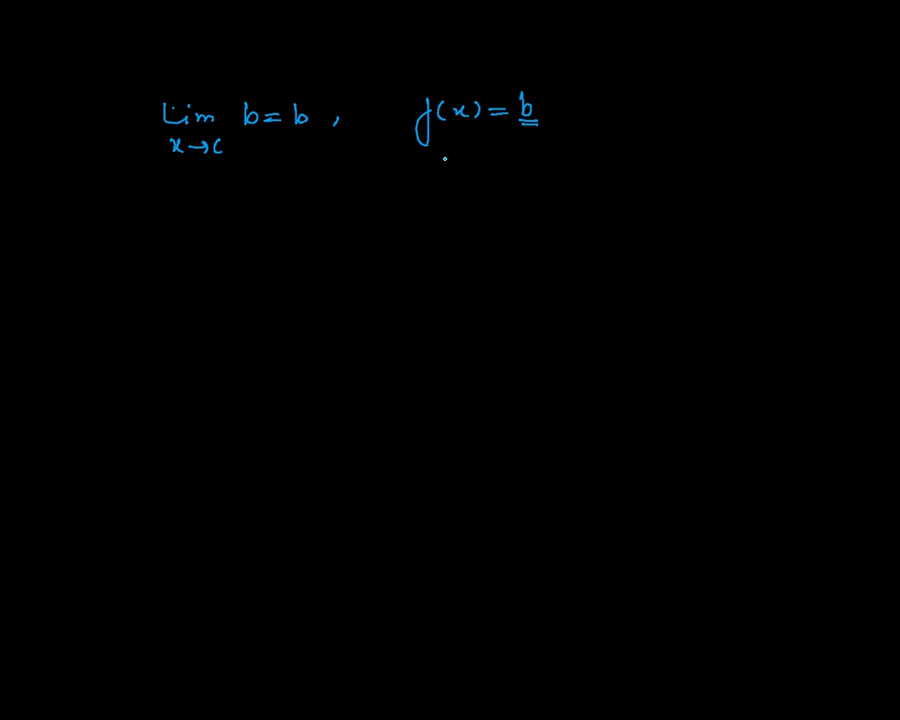 Lim b = b , f(x) = b
x→c